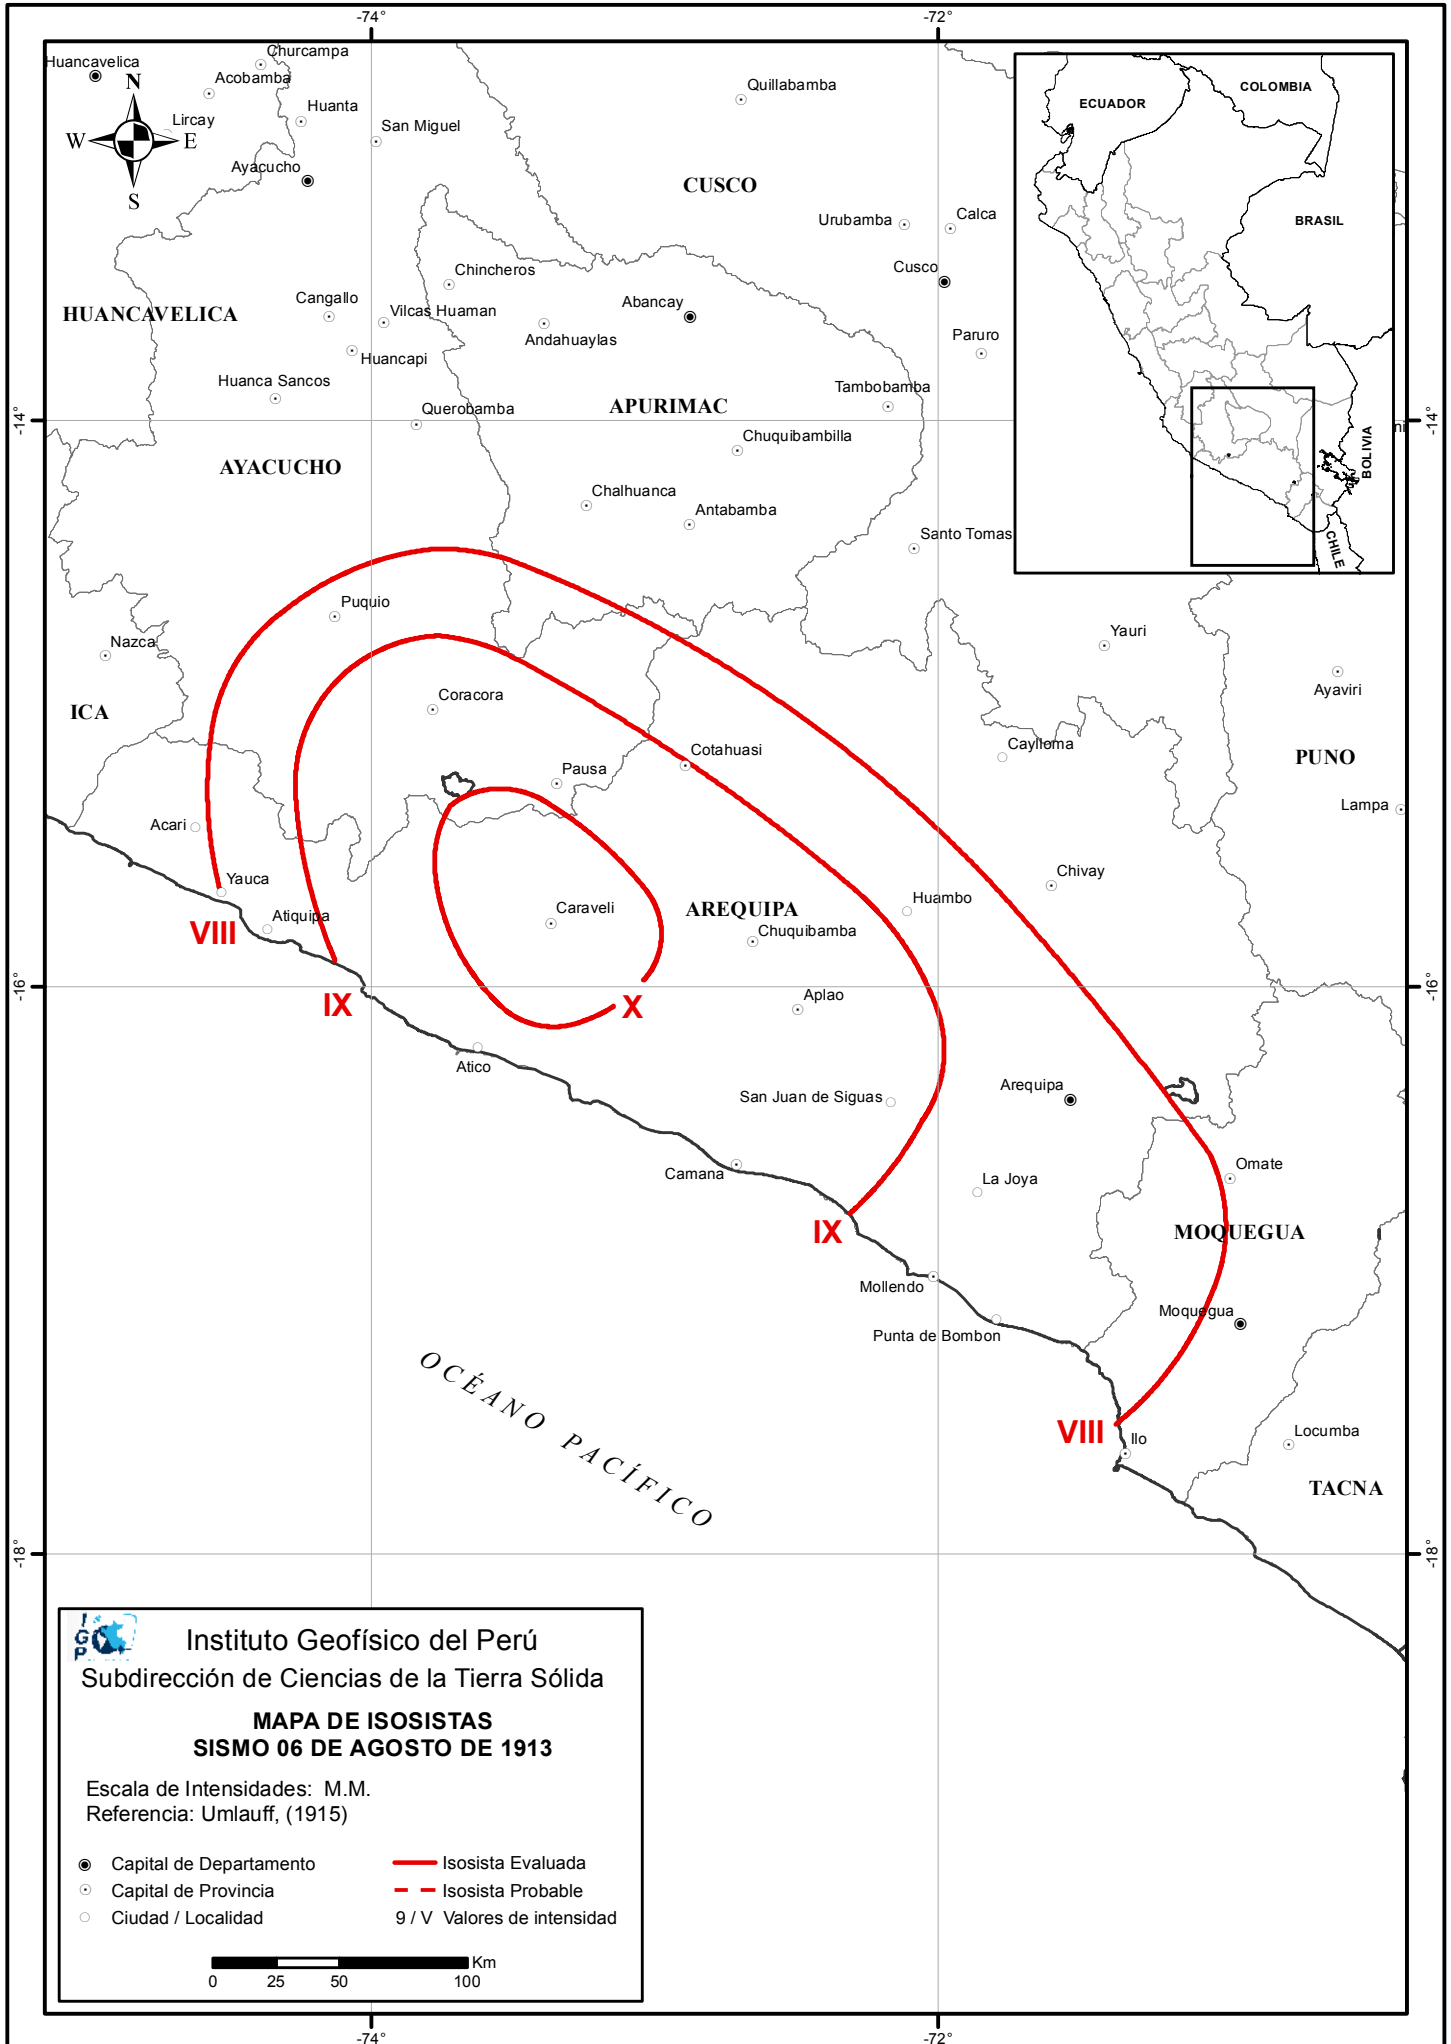 -74°
-72°
Huancavelica
Churcampa
Acobamba
Lircay
Huanta
San Miguel
Ayacucho
Quillabamba
N
W
E
S
ECUADOR
COLOMBIA
BRASIL
BOLIVIA
CHILE
CUSCO
Urubamba
Calca
Cusco
Chincheros
HUANCAVELICA
Cangallo
Vilcas Huaman
Abancay
Andahuaylas
Huancapi
Paruro
Huanca Sancos
Tambobamba
Querobamba
APURIMAC
-14°
-14°
ni
Chuquibambilla
AYACUCHO
Chalhuanca
Antabamba
Santo Tomas
Puquio
Nazca
Yauri
Ayaviri
ICA
Coracora
Cotahuasi
Caylloma
PUNO
Pausa
Lampa
Acari
Yauca
Chivay
Atiquipa
Caraveli
AREQUIPA
Huambo
VIII
Chuquibamba
-16°
-16°
IX
X
Aplao
Atico
San Juan de Siguas
Arequipa
Camana
Omate
La Joya
IX
MOQUEGUA
Mollendo
Moquegua
Punta de Bombon
OCÉANO PACÍFICO
VIII
Ilo
Locumba
TACNA
-18°
-18°
IGP
Instituto Geofísico del Perú
Subdirección de Ciencias de la Tierra Sólida
MAPA DE ISOSISTAS
SISMO 06 DE AGOSTO DE 1913
Escala de Intensidades: M.M.
Referencia: Umlauff, (1915)
Capital de Departamento
Isosista Evaluada
Capital de Provincia
Isosista Probable
Ciudad / Localidad
9 / V Valores de intensidad
Km
0 25 50 100
-74°
-72°